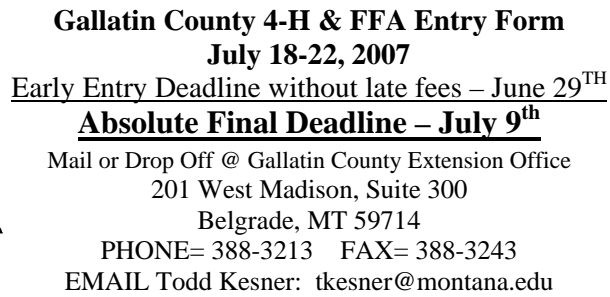 Gallatin County 4-H & FFA Entry Form
July 18-22, 2007
Early Entry Deadline without late fees – June 29TH
Absolute Final Deadline – July 9th
Mail or Drop Off @ Gallatin County Extension Office
201 West Madison, Suite 300
Belgrade, MT 59714
PHONE= 388-3213 FAX= 388-3243
EMAIL Todd Kesner: tkesner@montana.edu